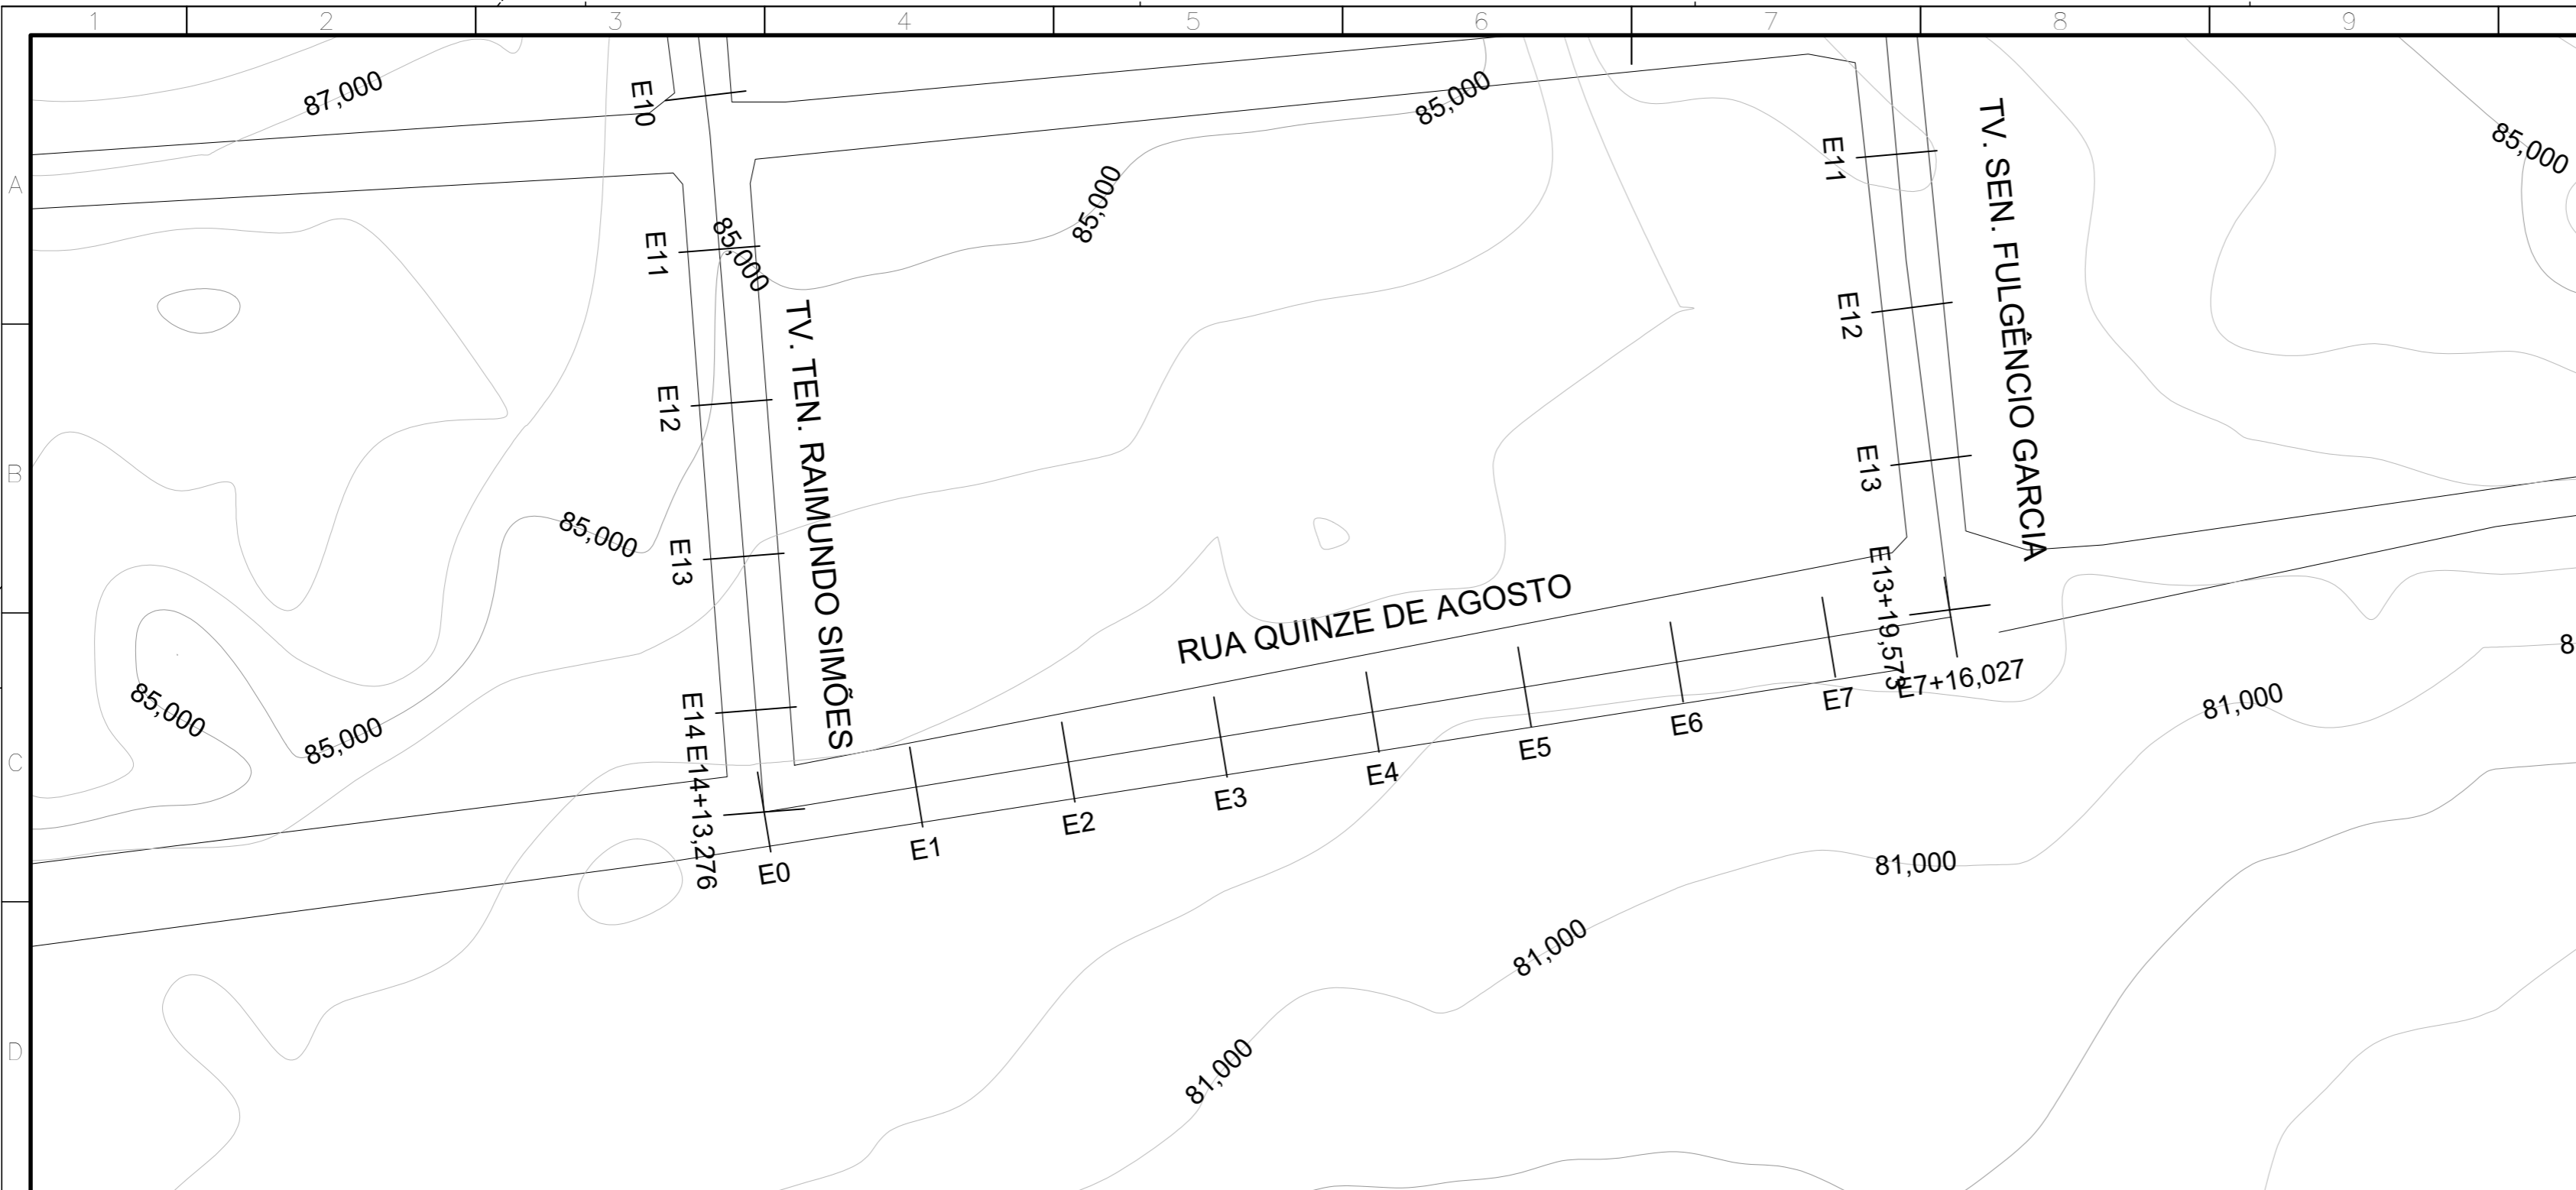 1
2
3
4
5
6
7
8
9
A
B
C
D
87,000
E10
85,000
E11
TV. SEN. FULGÊNCIO GARCIA
85,000
85,000
E11
85,000
E12
TV. TEN. RAIMUNDO SIMÕES
E12
E13
85,000
E13
E13+19,573
RUA QUINZE DE AGOSTO
85,000
85,000
E14
E14+13,276
E0
E1
E2
E3
E4
E5
E6
E7
E7+16,027
81,000
8
81,000
81,000
81,000